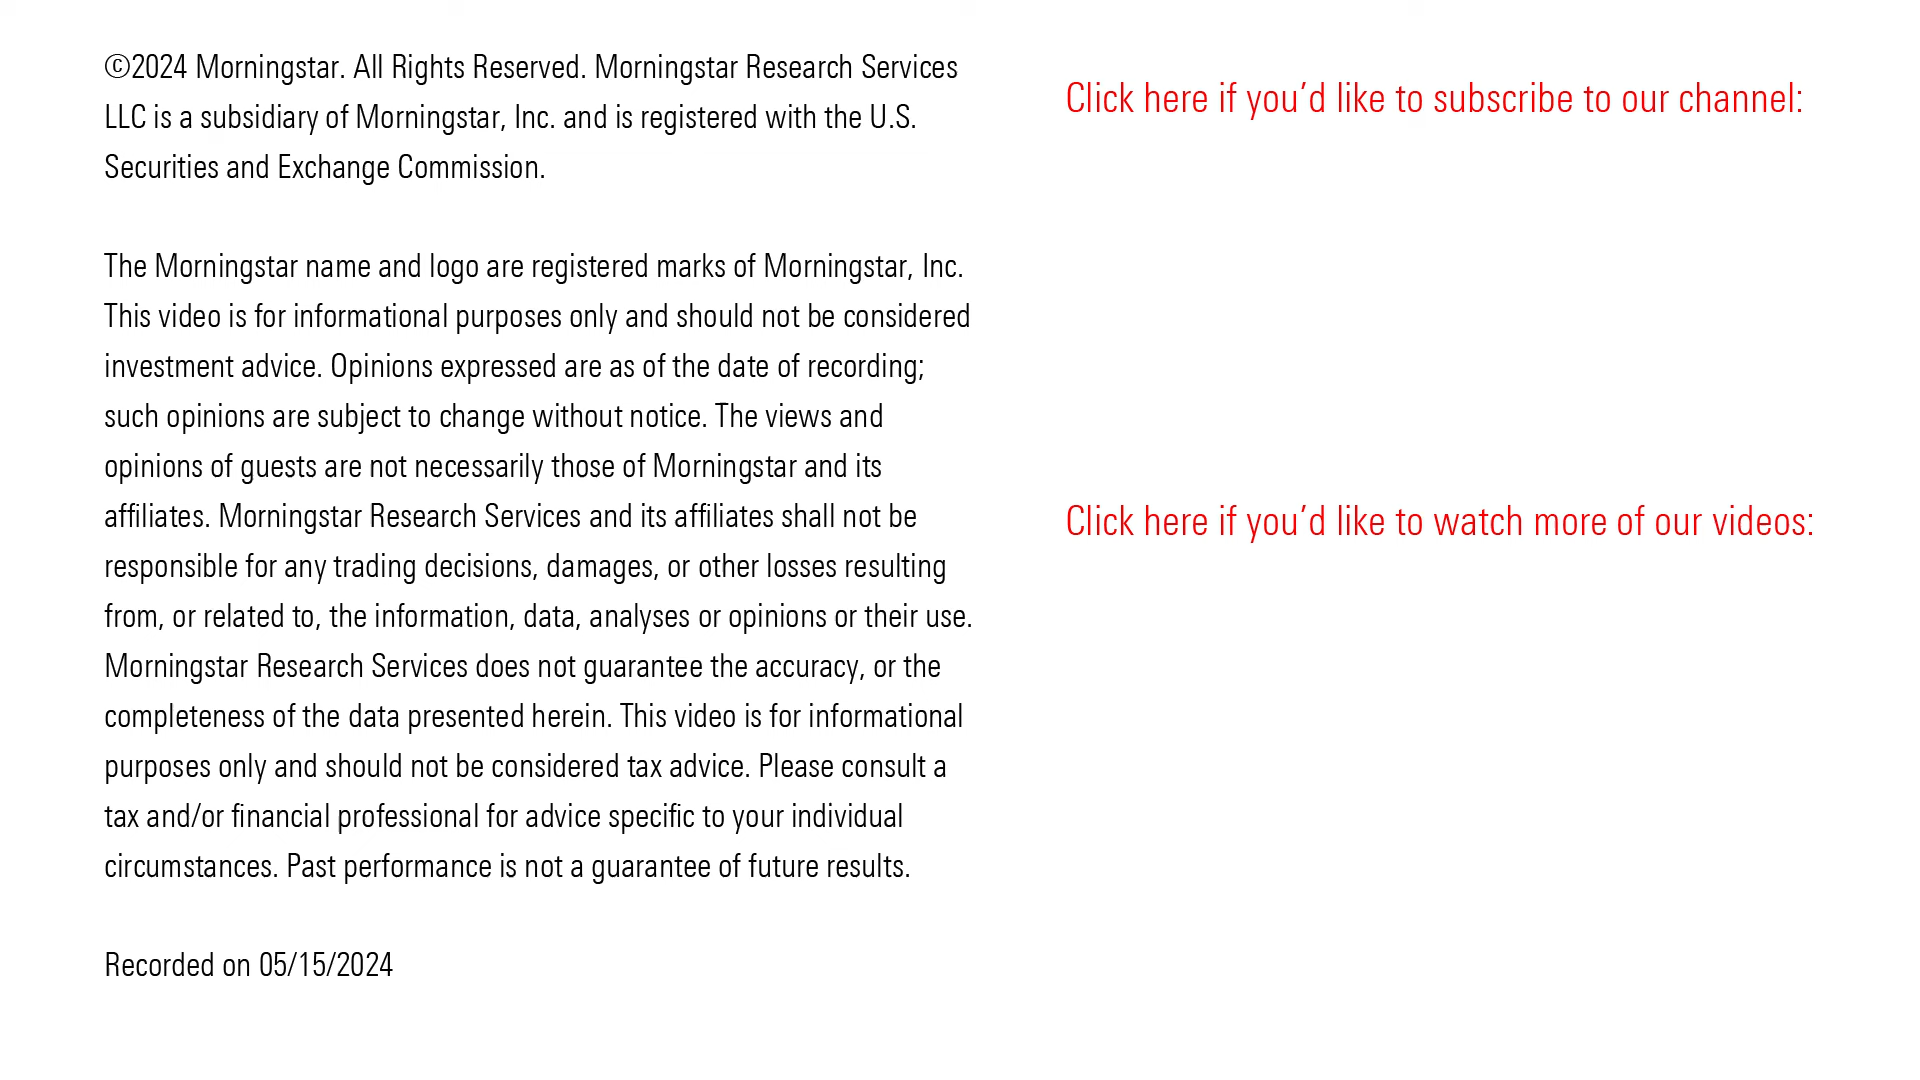 ©2024 Morningstar. All Rights Reserved. Morningstar Research Services
LLC is a subsidiary of Morningstar, Inc. and is registered with the U.S.
Securities and Exchange Commission.
The Morningstar name and logo are registered marks of Morningstar, Inc.
This video is for informational purposes only and should not be considered
investment advice. Opinions expressed are as of the date of recording;
such opinions are subject to change without notice. The views and
opinions of guests are not necessarily those of Morningstar and its
affiliates. Morningstar Research Services and its affiliates shall not be
responsible for any trading decisions, damages, or other losses resulting
from, or related to, the information, data, analyses or opinions or their use.
Morningstar Research Services does not guarantee the accuracy, or the
completeness of the data presented herein. This video is for informational
purposes only and should not be considered tax advice. Please consult a
tax and/or financial professional for advice specific to your individual
circumstances. Past performance is not a guarantee of future results.
Recorded on 05/15/2024
Click here if you’d like to subscribe to our channel:
Click here if you’d like to watch more of our videos: